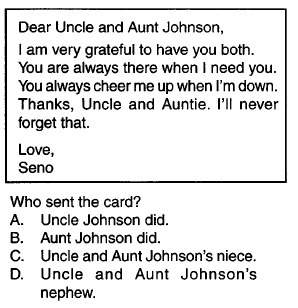 Dear Uncle and Aunt Johnson,
I am very grateful to have you both.
You are always there when I need you.
You always cheer me up when I'm down.
Thanks, Uncle and Auntie. I'll never
forget that.
Love,
Seno
Who sent the card?
A. Uncle Johnson did.
B. Aunt Johnson did.
C. Uncle and Aunt Johnson's niece.
D. Uncle and Aunt Johnson's
nephew.